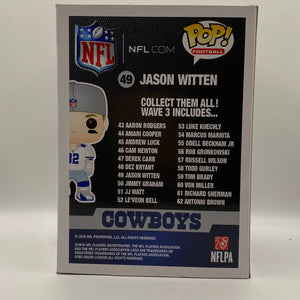 NFL
NFL.COM
POP!
FOOTBALL
49 JASON WITTEN
COLLECT THEM ALL!
WAVE 3 INCLUDES...
43 AARON RODGERS
44 AMARI COOPER
45 ANDREW LUCK
46 CAM NEWTON
47 DEREK CARR
48 DEZ BRYANT
49 JASON WITTEN
50 JIMMY GRAHAM
51 JJ WATT
52 LE'VEON BELL
53 LUKE KUECHLY
54 MARCUS MARIOTA
55 ODELL BECKHAM JR
56 ROB GRONKOWSKI
57 RUSSELL WILSON
58 TODD GURLEY
59 TOM BRADY
60 VON MILLER
61 RICHARD SHERMAN
62 ANTONIO BROWN
82
COWBOYS
NFLPA